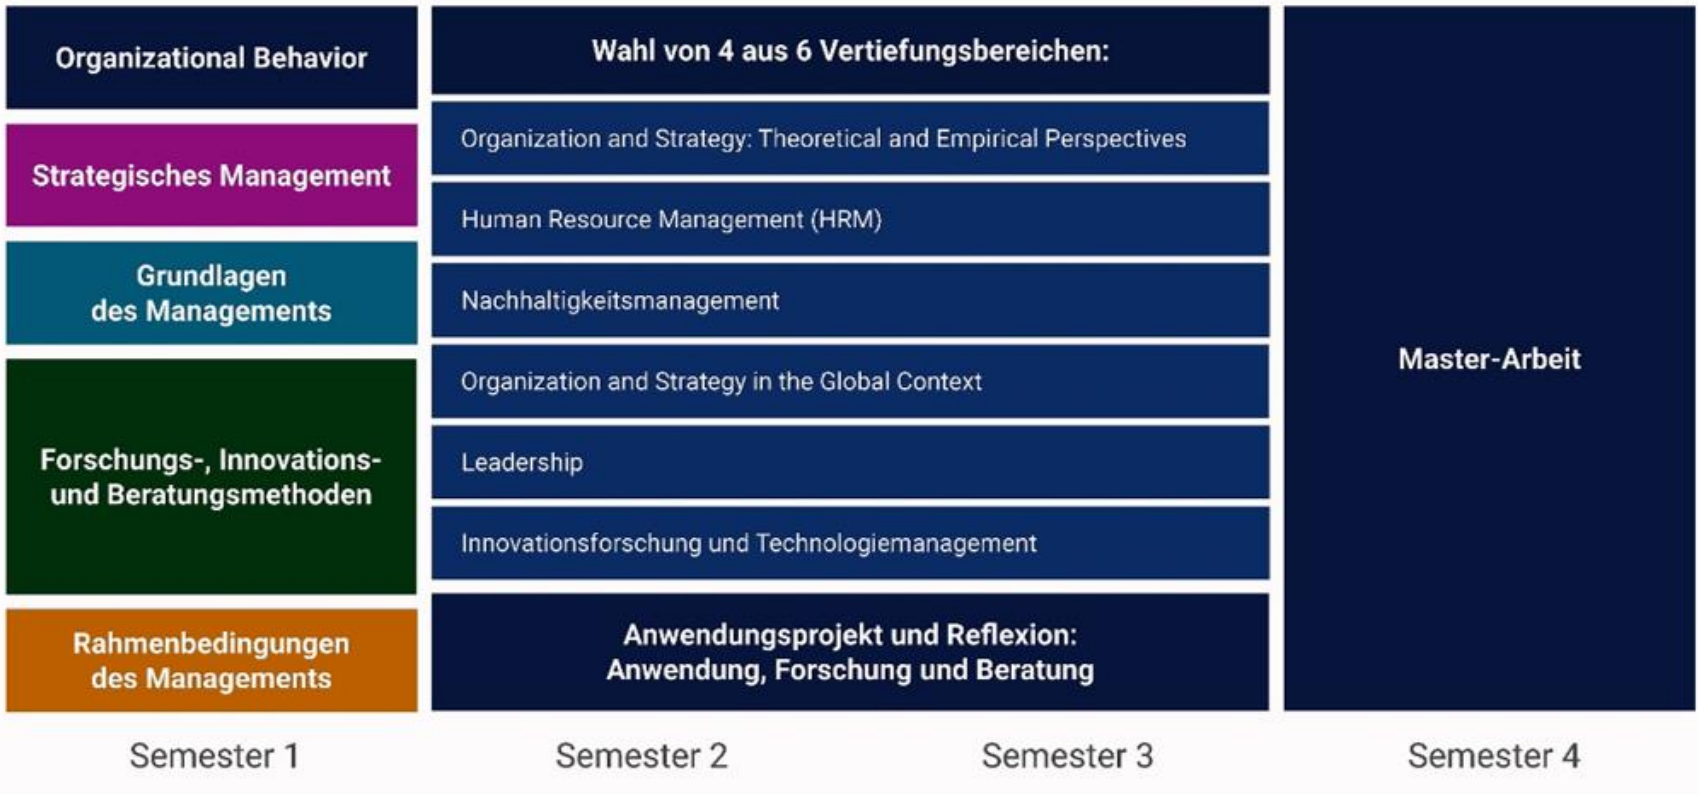 Organizational Behavior
Strategisches Management
Grundlagen
des Managements
Forschungs-, Innovations-
und Beratungsmethoden
Rahmenbedingungen
des Managements
Wahl von 4 aus 6 Vertiefungsbereichen:
Organization and Strategy: Theoretical and Empirical Perspectives
Human Resource Management (HRM)
Nachhaltigkeitsmanagement
Organization and Strategy in the Global Context
Leadership
Innovationsforschung und Technologiemanagement
Anwendungsprojekt und Reflexion:
Anwendung, Forschung und Beratung
Master-Arbeit
Semester 1
Semester 2
Semester 3
Semester 4